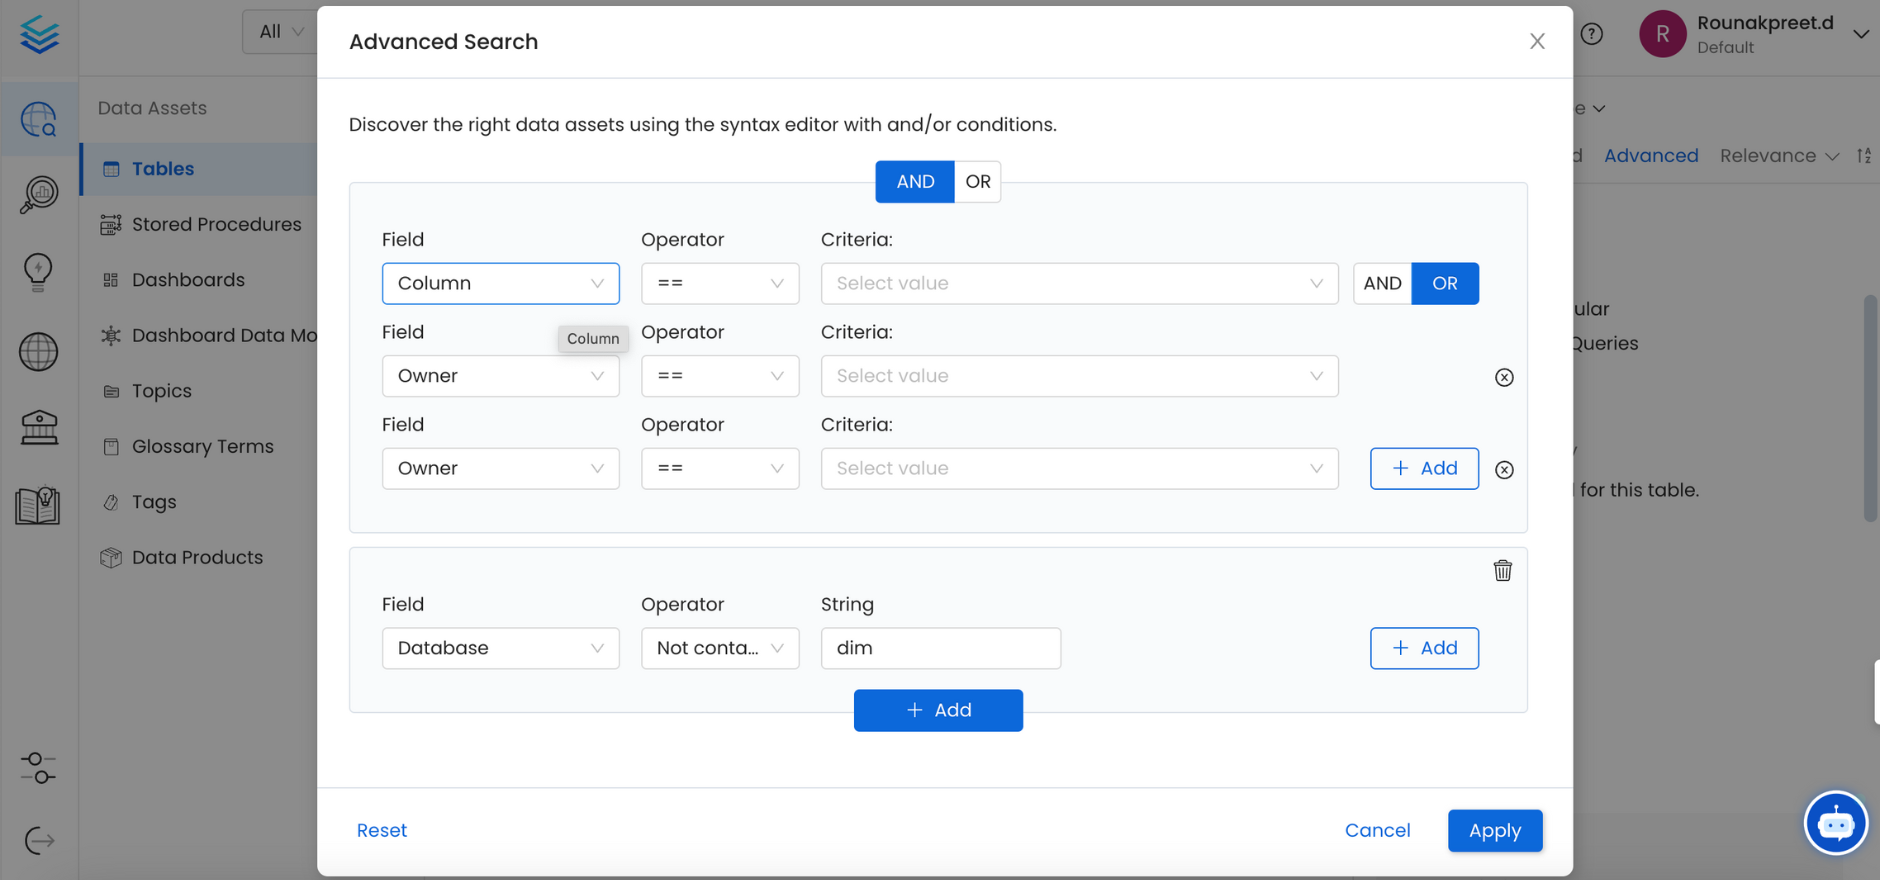 All
Advanced Search
R
Rounakpreet.d
Default
Data Assets
Tables
Stored Procedures
Dashboards
Dashboard Data Mo
Topics
Glossary Terms
Tags
Data Products
Discover the right data assets using the syntax editor with and/or conditions.
AND OR
Field Operator Criteria:
Column == Select value AND OR
Column
Field Operator Criteria:
Owner == Select value
Field Operator Criteria:
Owner == Select value + Add
Field Operator String
Database Not conta... dim + Add
+ Add
Reset Cancel Apply
e
d Advanced Relevance
ular
Queries
for this table.